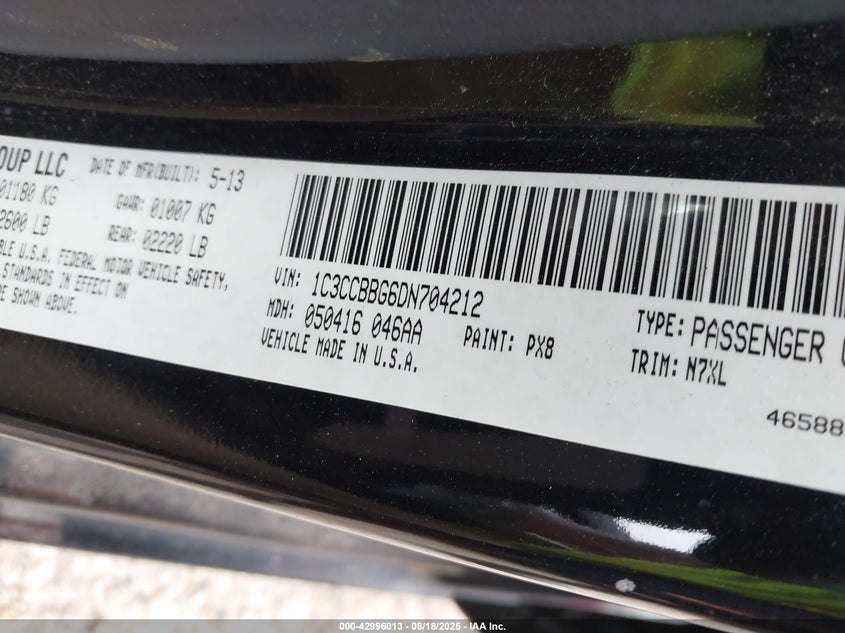 OUP LLC DATE OF MFR(BUILT): 5-13
01180 KG GAWR: 01007 KG
2600 LB REAR: 02220 LB
BLE U.S.A. FEDERAL MOTOR VEHICLE SAFETY,
STANDARDS IN EFFECT ON
E SHOWN ABOVE.
VIN: 1C3CCBBG6DN704212
MDH: 050416 046AA PAINT: PX8
VEHICLE MADE IN U.S.A.
TYPE: PASSENGER
TRIM: N7XL
46588
000-42996013 - 08/18/2025 - IAA Inc.